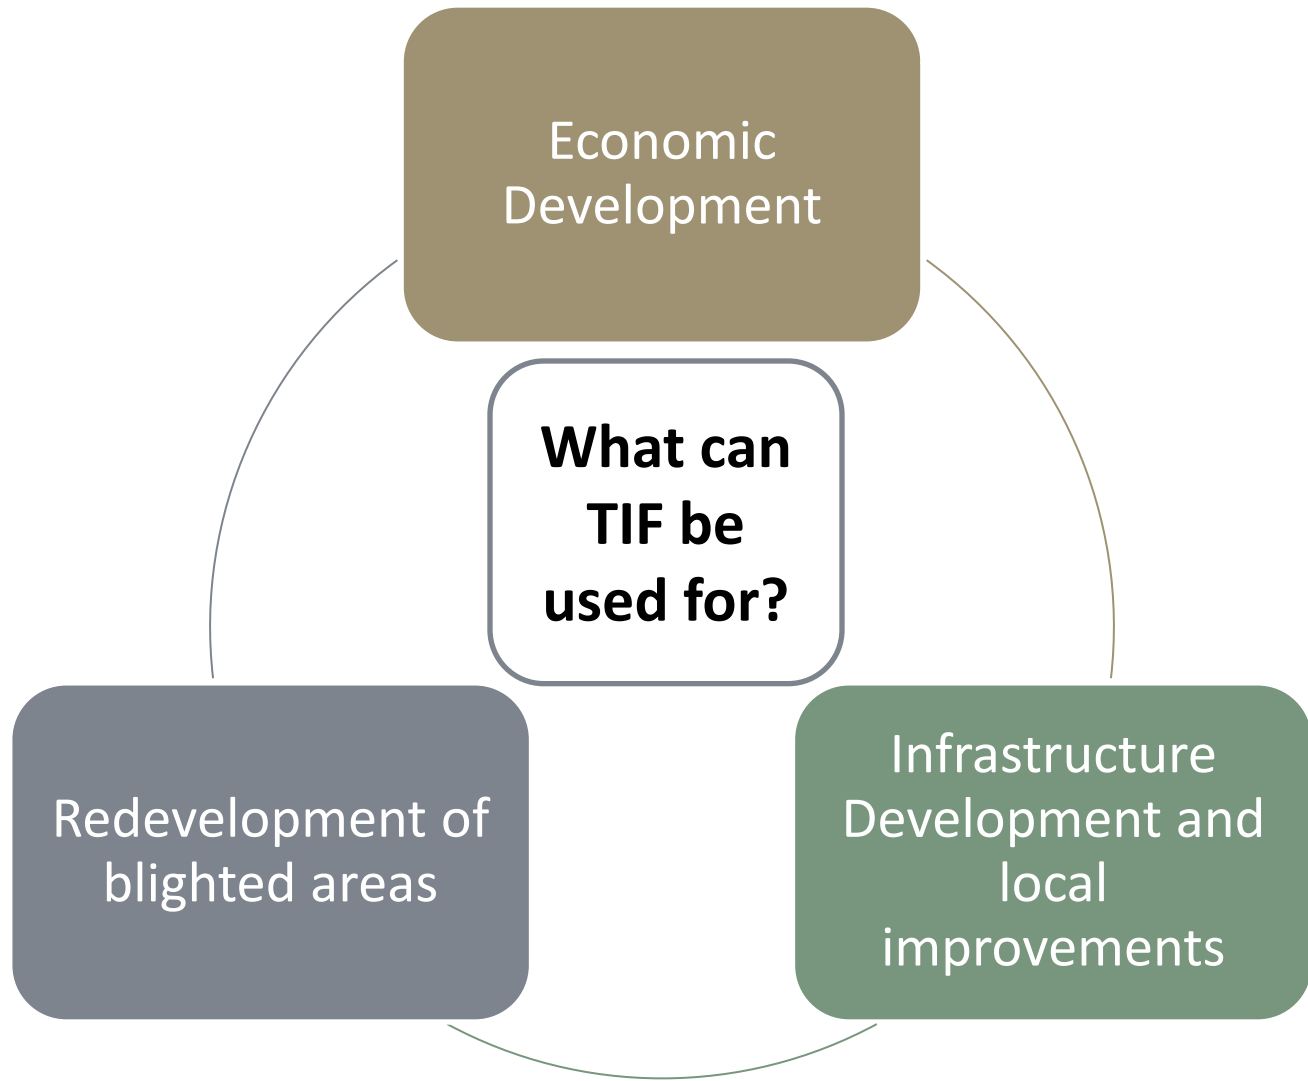 Economic
Development
What can
TIF be
used for?
Redevelopment of
blighted areas
Infrastructure
Development and
local
improvements